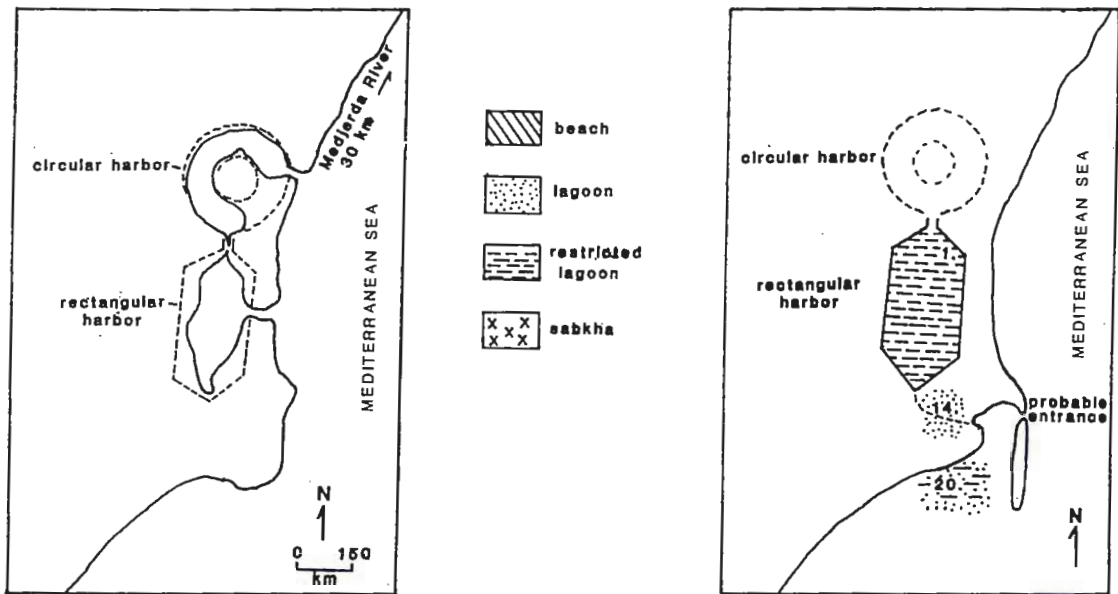 Medjerda River
30 km
circular harbor
rectangular
harbor
MEDITERRANEAN SEA
N
0 150
km
beach
lagoon
restricted
lagoon
x x
x
x x
sabkha
circular harbor
1
rectangular
harbor
MEDITERRANEAN SEA
14
probable
entrance
20
N